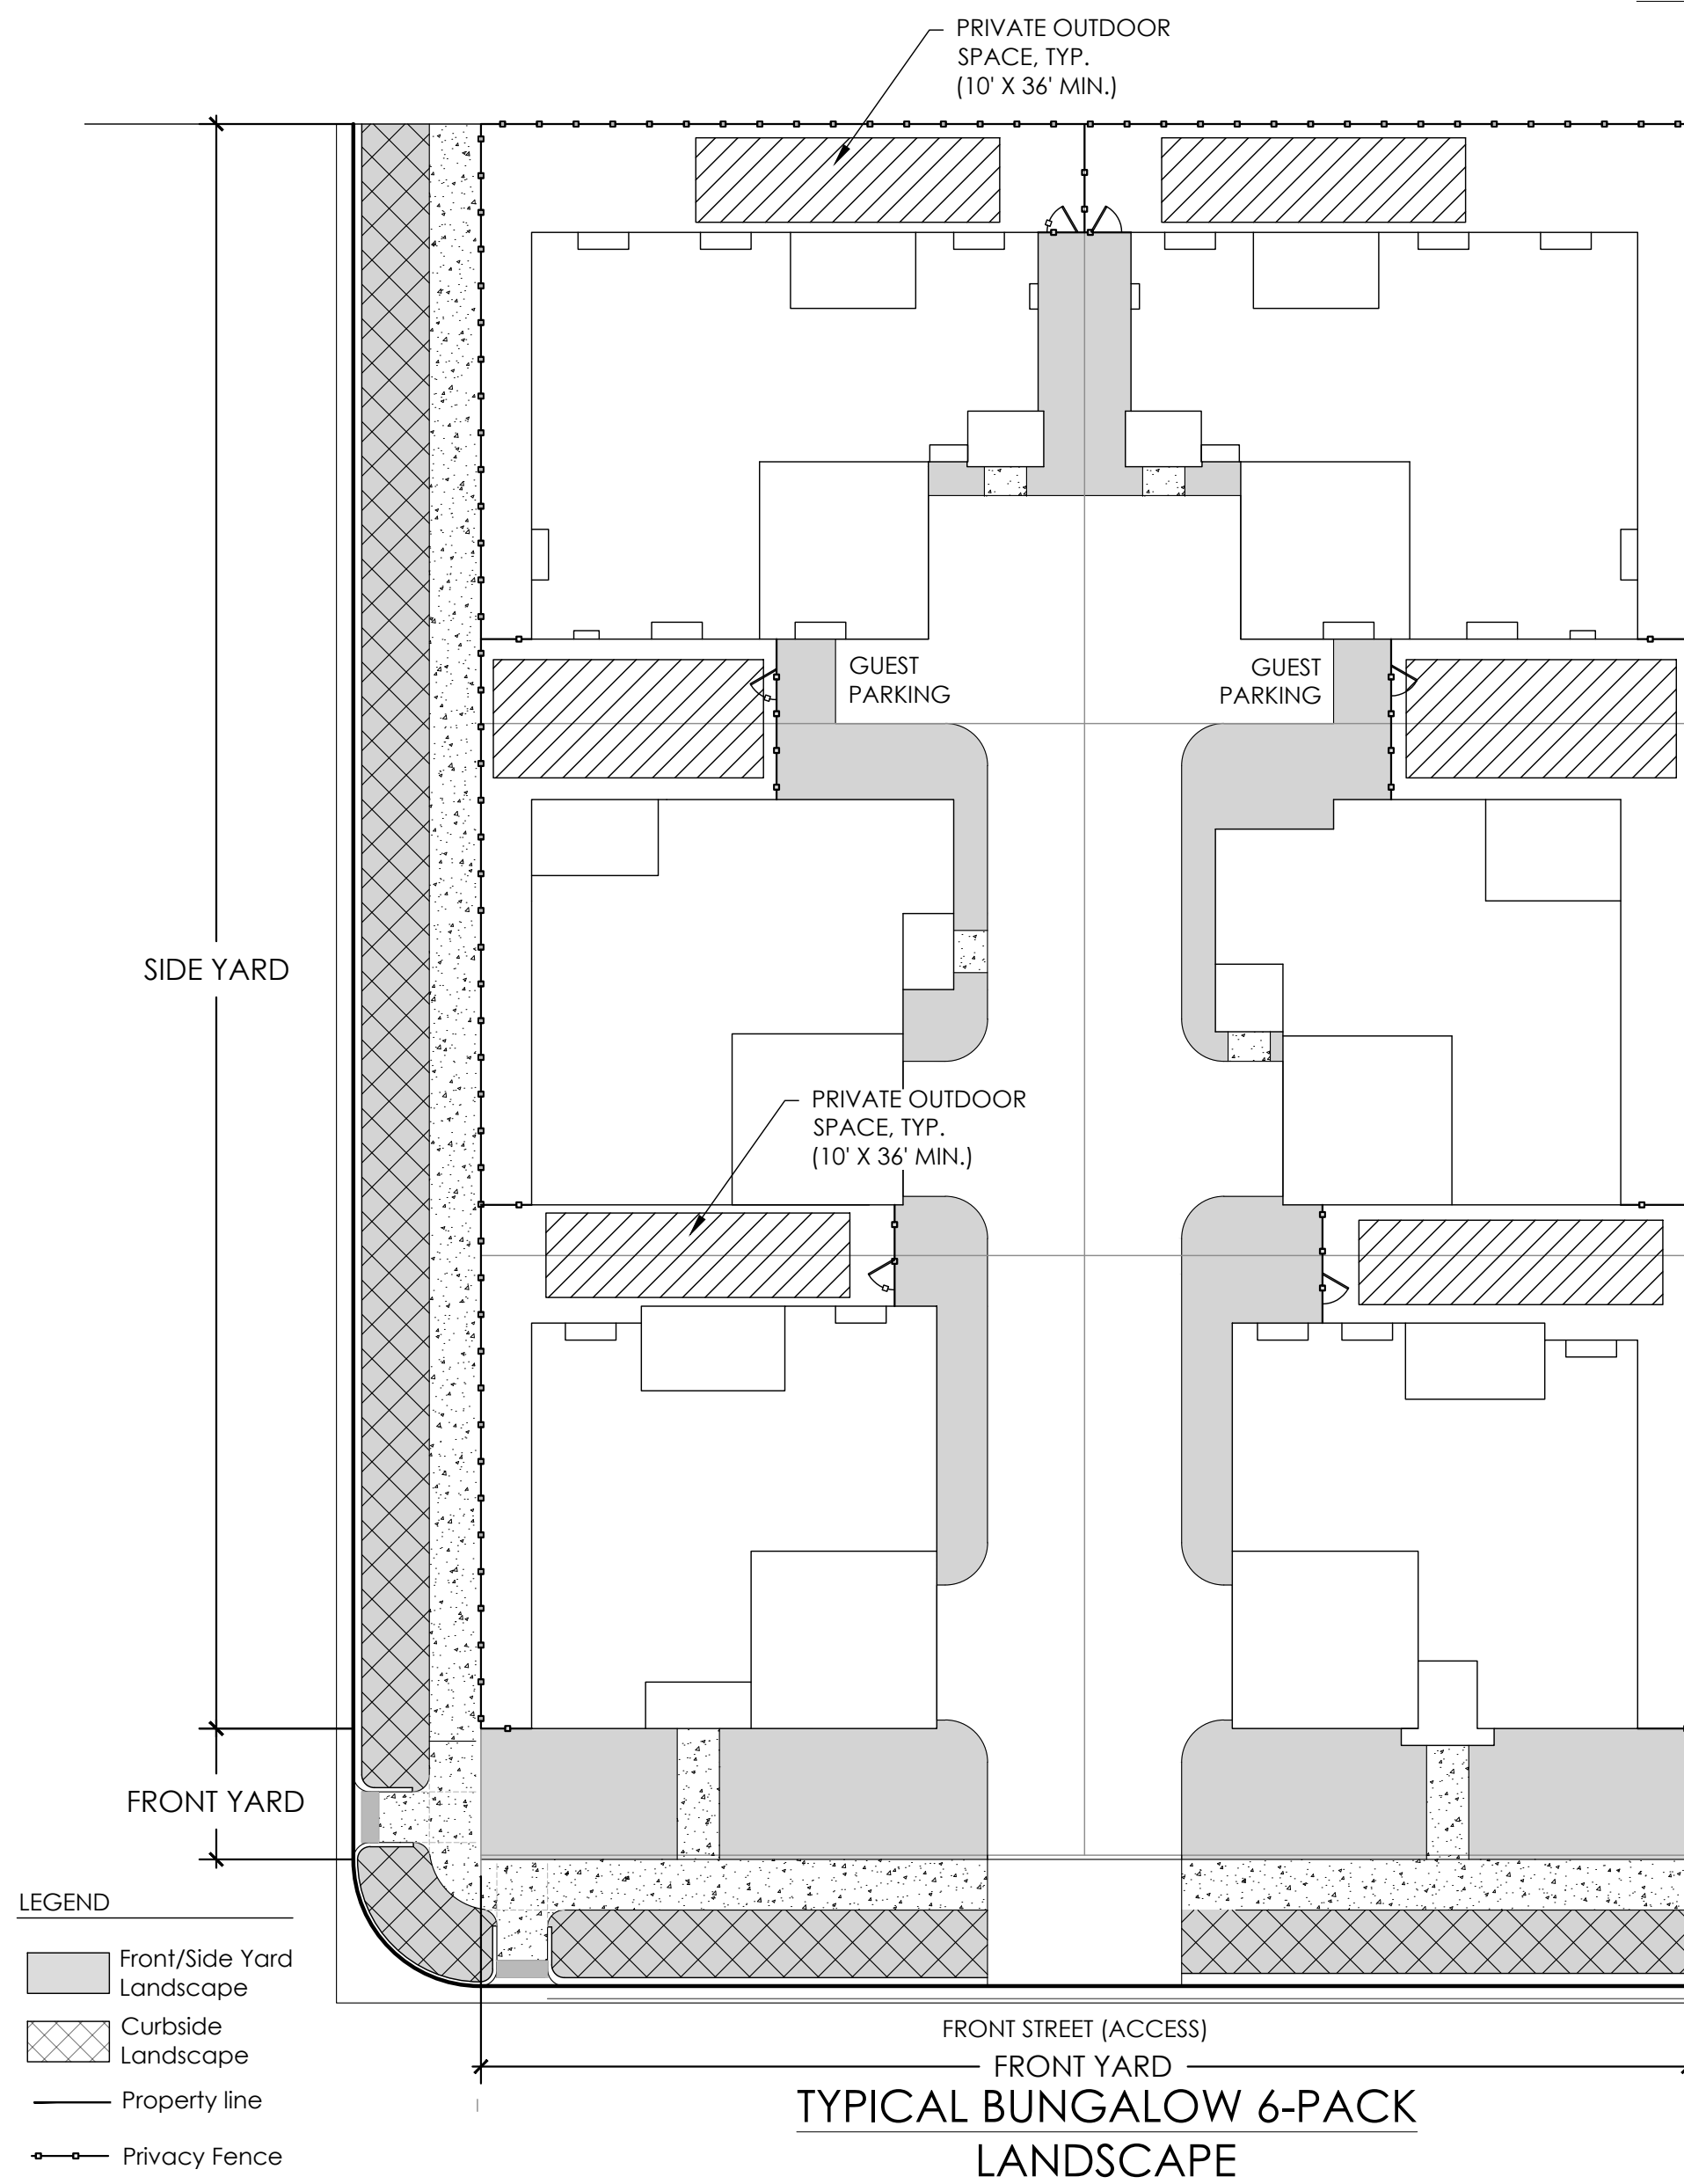 PRIVATE OUTDOOR
SPACE, TYP.
(10' X 36' MIN.)
GUEST
PARKING
GUEST
PARKING
SIDE YARD
PRIVATE OUTDOOR
SPACE, TYP.
(10' X 36' MIN.)
FRONT YARD
LEGEND
Front/Side Yard
Landscape
Curbside
Landscape
Property line
Privacy Fence
FRONT STREET (ACCESS)
FRONT YARD
TYPICAL BUNGALOW 6-PACK
LANDSCAPE